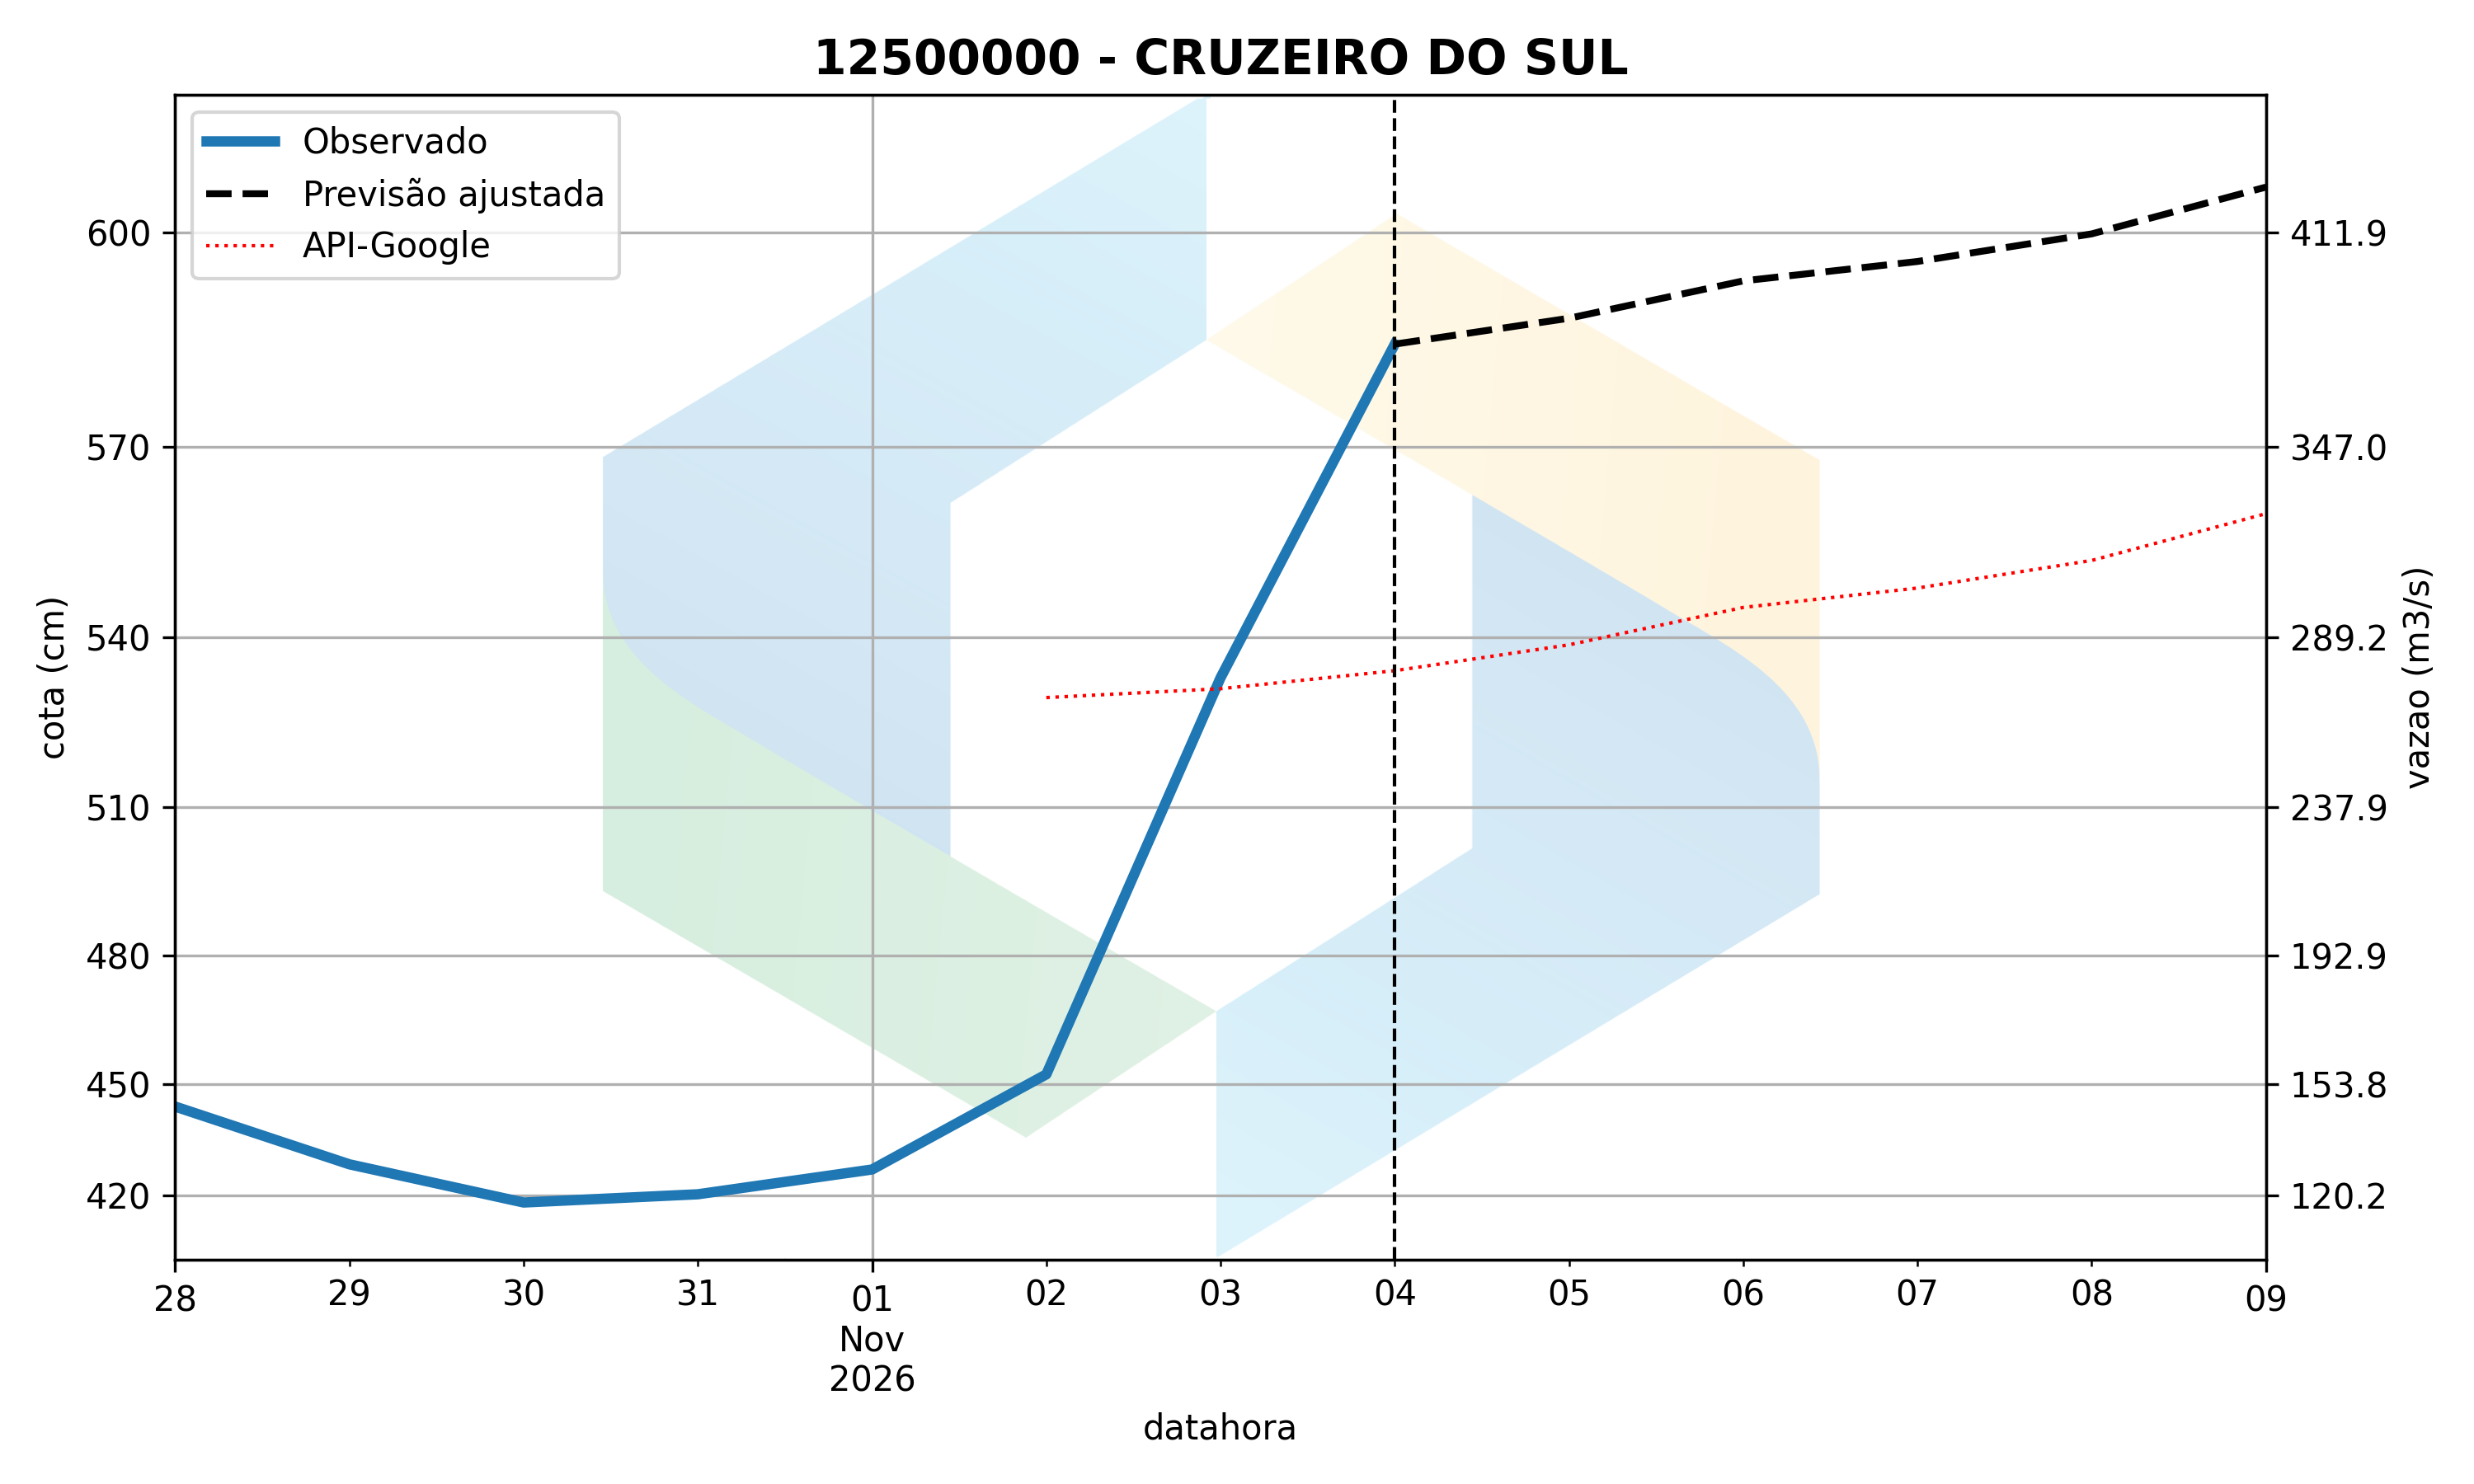 12500000 - CRUZEIRO DO SUL
Observado
Previsão ajustada
API-Google
600
570
540
510
480
450
420
cota (cm)
411.9
347.0
289.2
237.9
192.9
153.8
120.2
vazao (m3/s)
28 29 30 31 01 02 03 04 05 06 07 08 09
Nov
2026
datahora